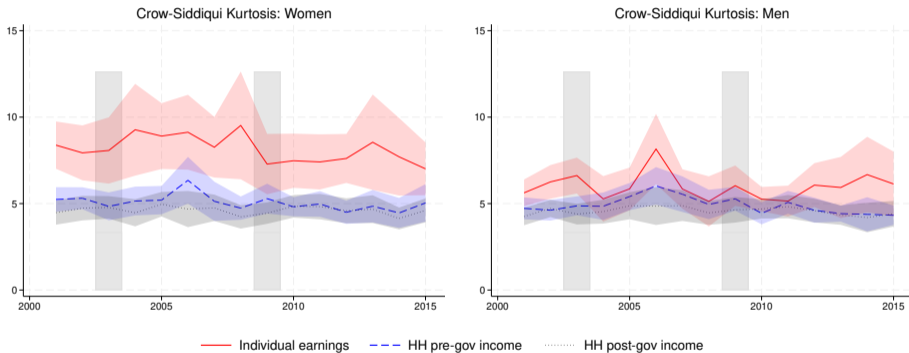 Crow-Siddiqui Kurtosis: Women
15
10
5
0
2000 2005 2010 2015
Crow-Siddiqui Kurtosis: Men
15
10
5
0
2000 2005 2010 2015
Individual earnings HH pre-gov income HH post-gov income